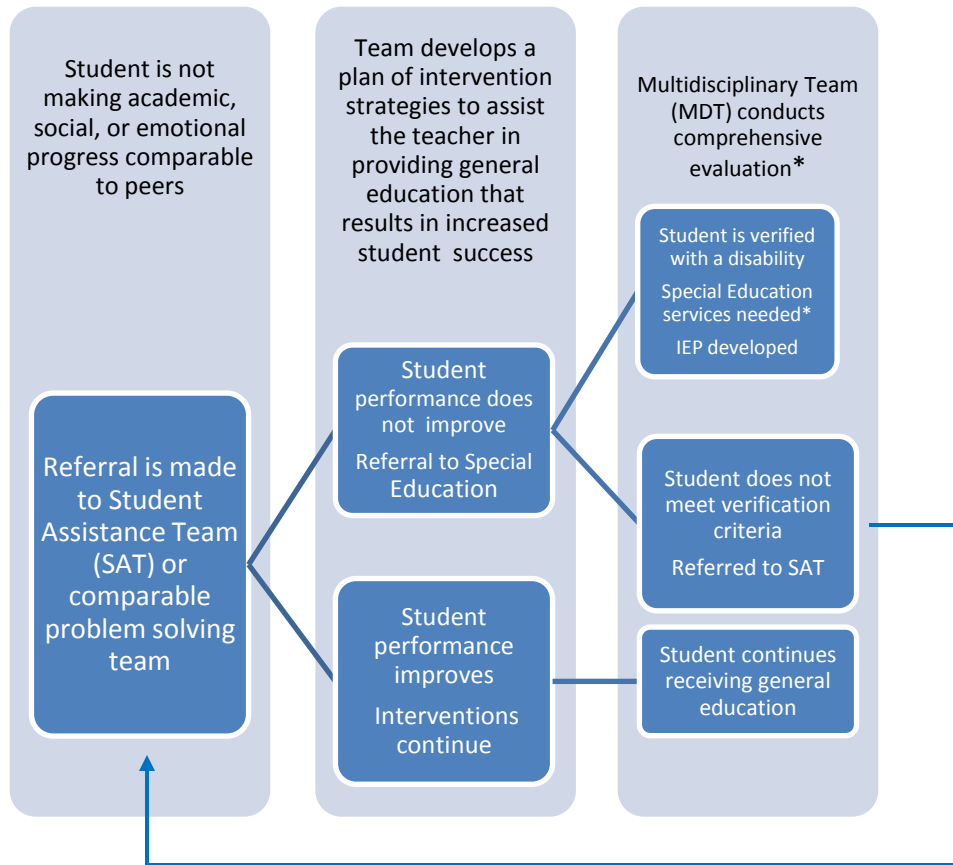 Student is not
making academic,
social, or emotional
progress comparable
to peers
Referral is made
to Student
Assistance Team
(SAT) or
comparable
problem solving
team
Team develops a
plan of intervention
strategies to assist
the teacher in
providing general
education that
results in increased
student success
Student
performance does
not improve
Referral to Special
Education
Student
performance
improves
Interventions
continue
Multidisciplinary Team
(MDT) conducts
comprehensive
evaluation*
Student is verified
with a disability
Special Education
services needed*
IEP developed
Student does not
meet verification
criteria
Referred to SAT
Student continues
receiving general
education